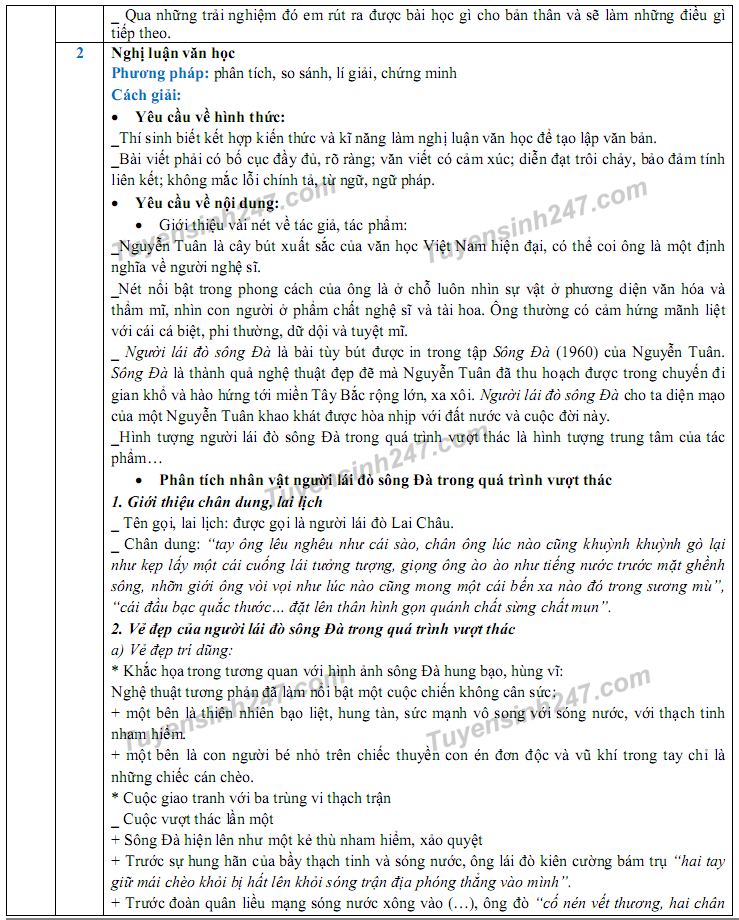 _ Qua những trải nghiệm đó em rút ra được bài học gì cho bản thân và sẽ làm những điều gì
tiếp theo.
2 Nghị luận văn học
Phương pháp: phân tích, so sánh, lí giải, chứng minh
Cách giải:
• Yêu cầu về hình thức:
_Thí sinh biết kết hợp kiến thức và kĩ năng làm nghị luận văn học để tạo lập văn bản.
_Bài viết phải có bố cục đầy đủ, rõ ràng; văn viết có cảm xúc; diễn đạt trôi chảy, bảo đảm tính
liên kết; không mắc lỗi chính tả, từ ngữ, ngữ pháp.
• Yêu cầu về nội dung:
• Giới thiệu vài nét về tác giả, tác phẩm:
_Nguyễn Tuân là cây bút xuất sắc của văn học Việt Nam hiện đại, có thể coi ông là một định
nghĩa về người nghệ sĩ.
_Nét nổi bật trong phong cách của ông là ở chỗ luôn nhìn sự vật ở phương diện văn hóa và
thẩm mĩ, nhìn con người ở phẩm chất nghệ sĩ và tài hoa. Ông thường có cảm hứng mãnh liệt
với cái cá biệt, phi thường, dữ dội và tuyệt mĩ.
_ Người lái đò sông Đà là bài tùy bút được in trong tập Sông Đà (1960) của Nguyễn Tuân.
Sông Đà là thành quả nghệ thuật đẹp đẽ mà Nguyễn Tuân đã thu hoạch được trong chuyến đi
gian khổ và hào hứng tới miền Tây Bắc rộng lớn, xa xôi. Người lái đò sông Đà cho ta diện mạo
của một Nguyễn Tuân khao khát được hòa nhịp với đất nước và cuộc đời này.
_Hình tượng người lái đò sông Đà trong quá trình vượt thác là hình tượng trung tâm của tác
phẩm…
• Phân tích nhân vật người lái đò sông Đà trong quá trình vượt thác
1. Giới thiệu chân dung, lai lịch
_ Tên gọi, lai lịch: được gọi là người lái đò Lai Châu.
_ Chân dung: “tay ông lêu nghêu như cái sào, chân ông lúc nào cũng khuỳnh khuỳnh gò lại
như kẹp lấy một cái cuống lái tưởng tượng, giọng ông ào ào như tiếng nước trước mặt ghềnh
sông, nhỡn giới ông vòi vọi như lúc nào cũng mong một cái bến xa nào đó trong sương mù”,
“cái đầu bạc quắc thước… đặt lên thân hình gọn quánh chất sừng chất mun”.
2. Vẻ đẹp của người lái đò sông Đà trong quá trình vượt thác
a) Vẻ đẹp trí dũng:
* Khắc họa trong tương quan với hình ảnh sông Đà hung bạo, hùng vĩ:
Nghệ thuật tương phản đã làm nổi bật một cuộc chiến không cân sức:
+ một bên là thiên nhiên bạo liệt, hung tàn, sức mạnh vô song với sóng nước, với thạch tinh
nham hiểm.
+ một bên là con người bé nhỏ trên chiếc thuyền con én đơn độc và vũ khí trong tay chỉ là
những chiếc cán chèo.
* Cuộc giao tranh với ba trùng vi thạch trận
_ Cuộc vượt thác lần một
+ Sông Đà hiện lên như một kẻ thù nham hiểm, xảo quyệt
+ Trước sự hung hãn của bầy thạch tinh và sóng nước, ông lái đò kiên cường bám trụ “hai tay
giữ mái chèo khỏi bị hất lên khỏi sóng trận địa phóng thẳng vào mình”.
+ Trước đoàn quân liều mạng sóng nước xông vào (…), ông đò “cố nén vết thương, hai chân
Tuyensinh247.com
Tuyensinh247.com
Tuyensinh247.com
Tuyensinh247.com
Tuyensinh247.com